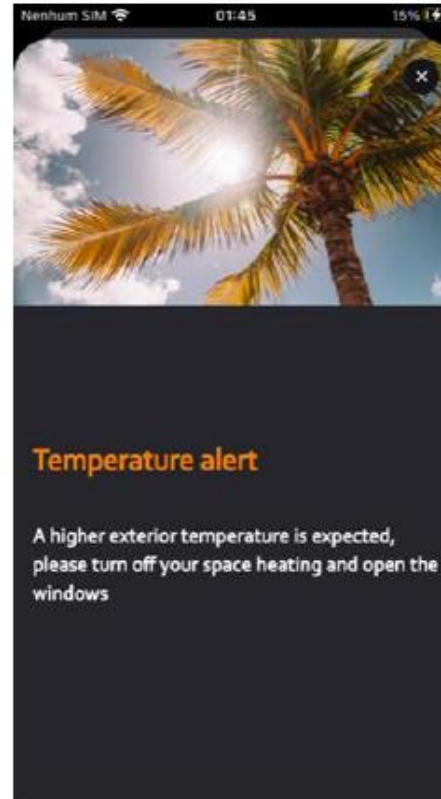 Nenhum SIM 01:45 15%
Temperature alert
A higher exterior temperature is expected,
please turn off your space heating and open the
windows